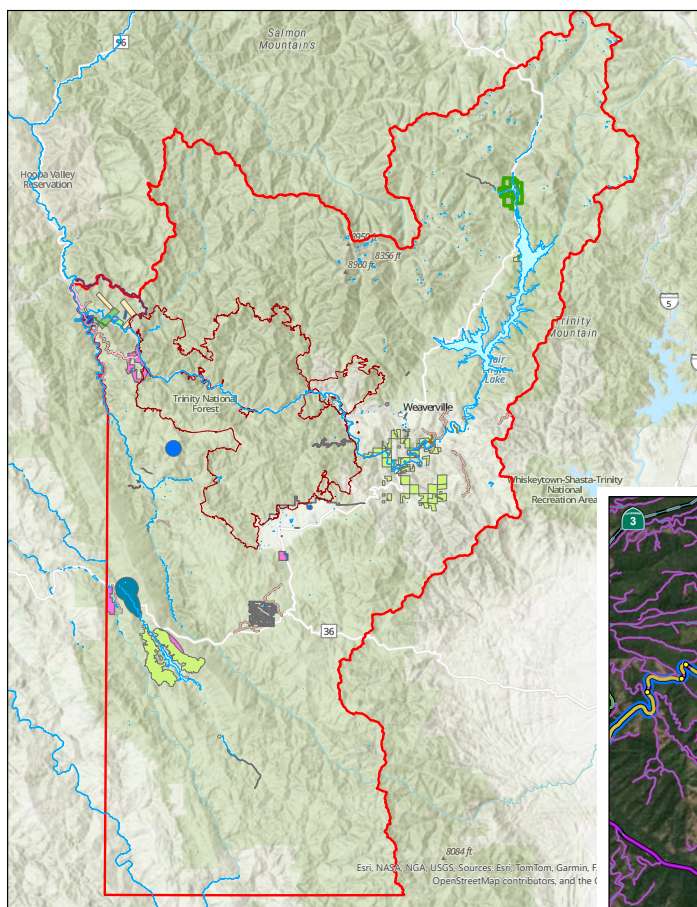 Salmon
Mountains
96
Hoopa Valley
Reservation
8950 ft
8356 ft
8960 ft
5
Trinity
Mountain
Lake
Weaverville
Trinity National
Forest
Whiskeytown-Shasta-Trinity
National
Recreation Area
3
36
8084 ft
Esri, NASA, NGA, USGS, Sources: Esri, TomTom, Garmin, F
OpenStreetMap contributors, and the